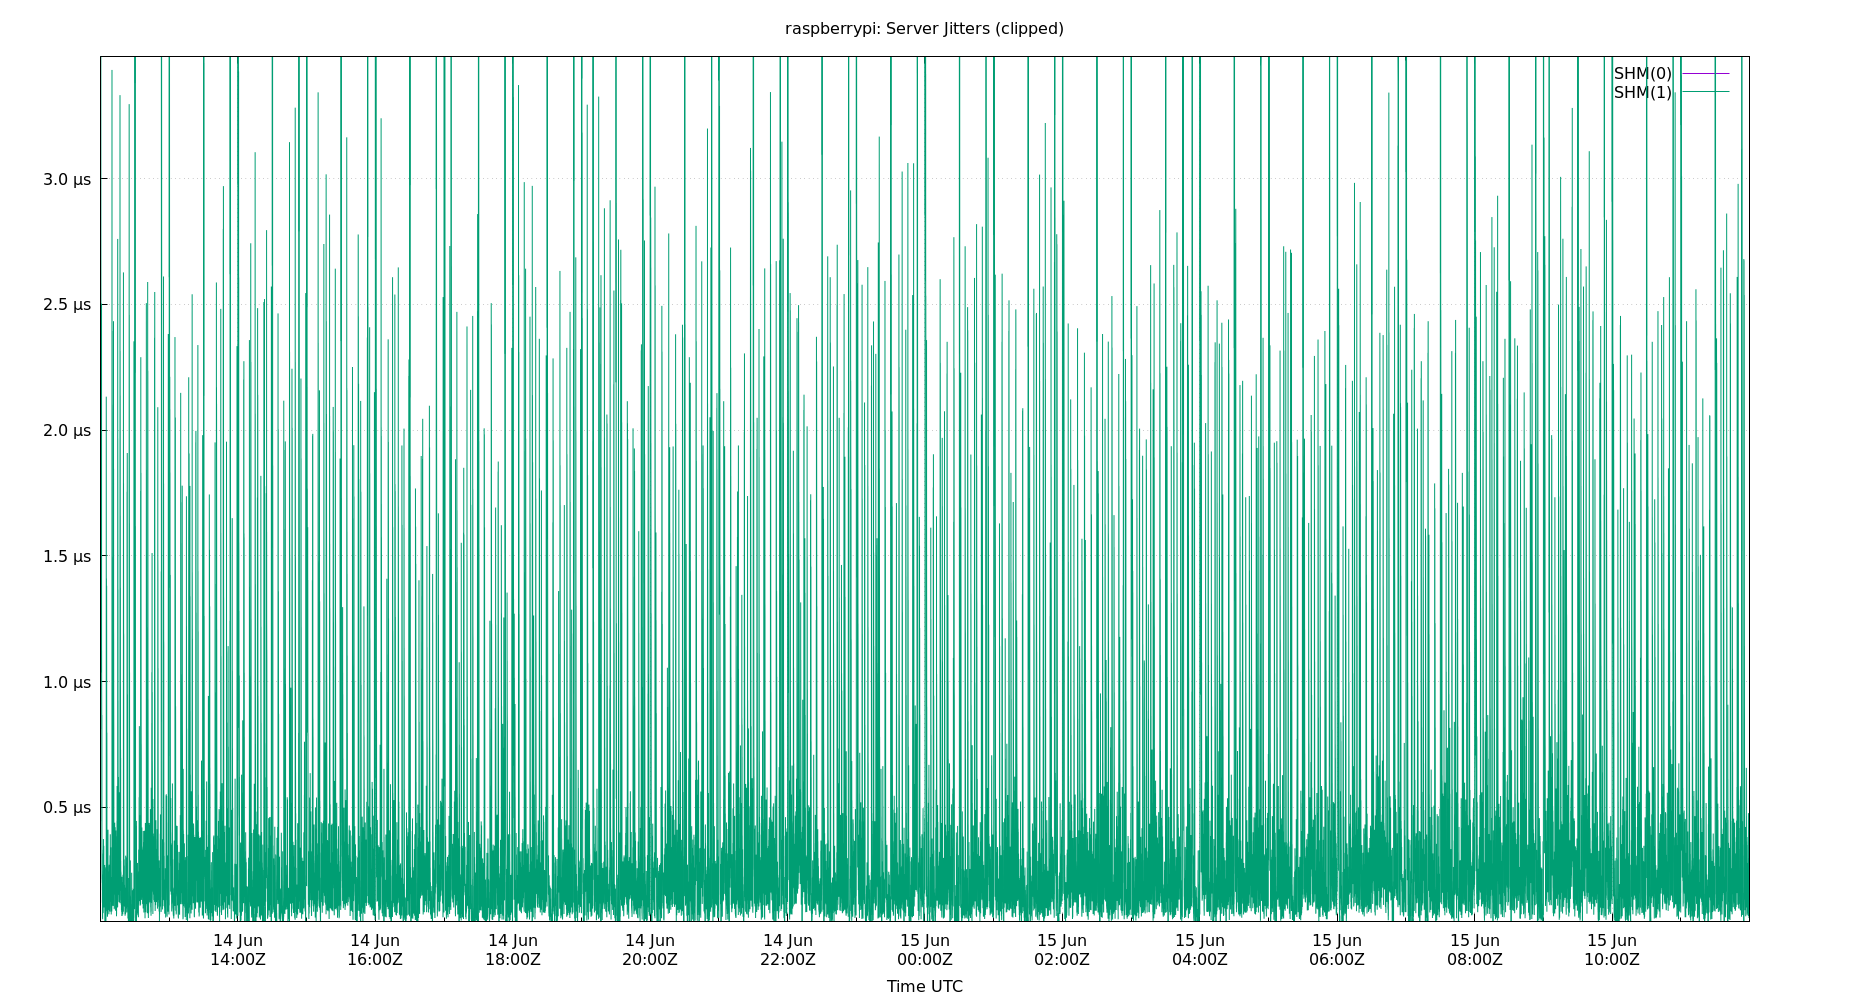 raspberrypi: Server Jitters (clipped)
SHM(0)
SHM(1)
3.0 µs
2.5 µs
2.0 µs
1.5 µs
1.0 µs
0.5 µs
14 Jun 14 Jun 14 Jun 14 Jun 14 Jun 15 Jun 15 Jun 15 Jun 15 Jun 15 Jun 15 Jun
14:00Z 16:00Z 18:00Z 20:00Z 22:00Z 00:00Z 02:00Z 04:00Z 06:00Z 08:00Z 10:00Z
Time UTC